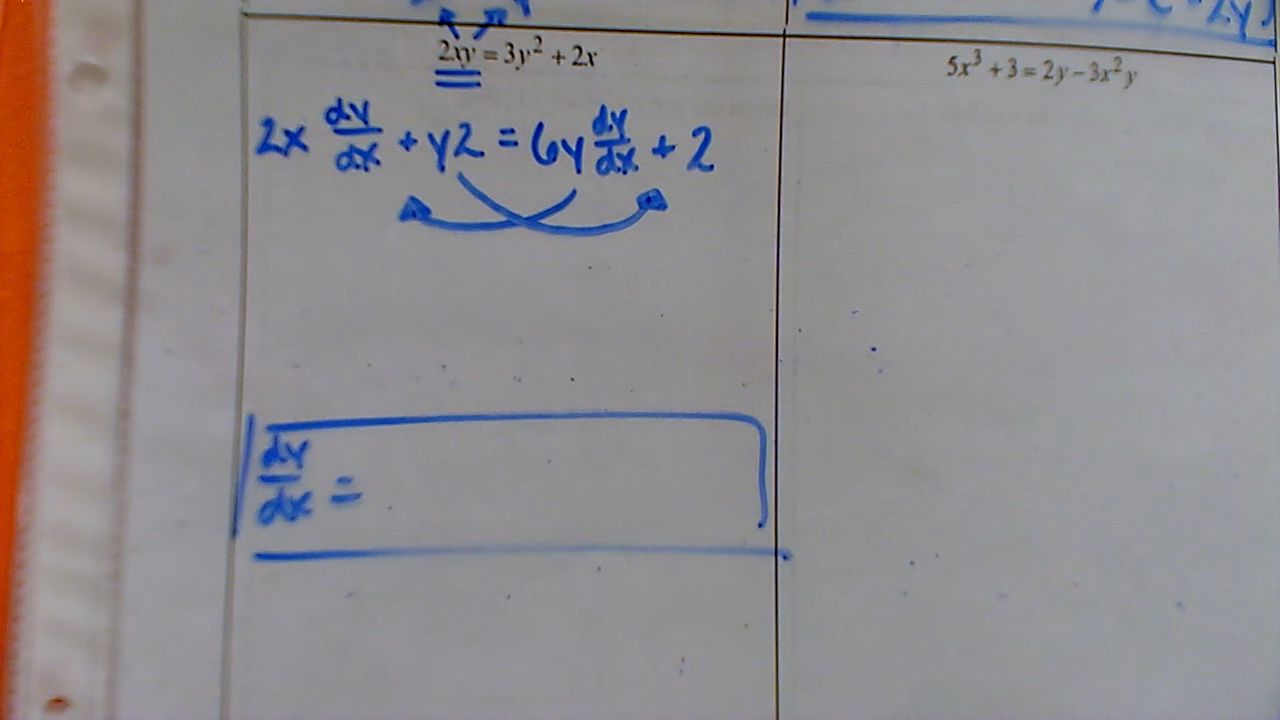 2xy = 3y² + 2x
2x dy/dx + y2 = 6y dy/dx + 2
dy/dx =
5x³ + 3 = 2y − 3x²y